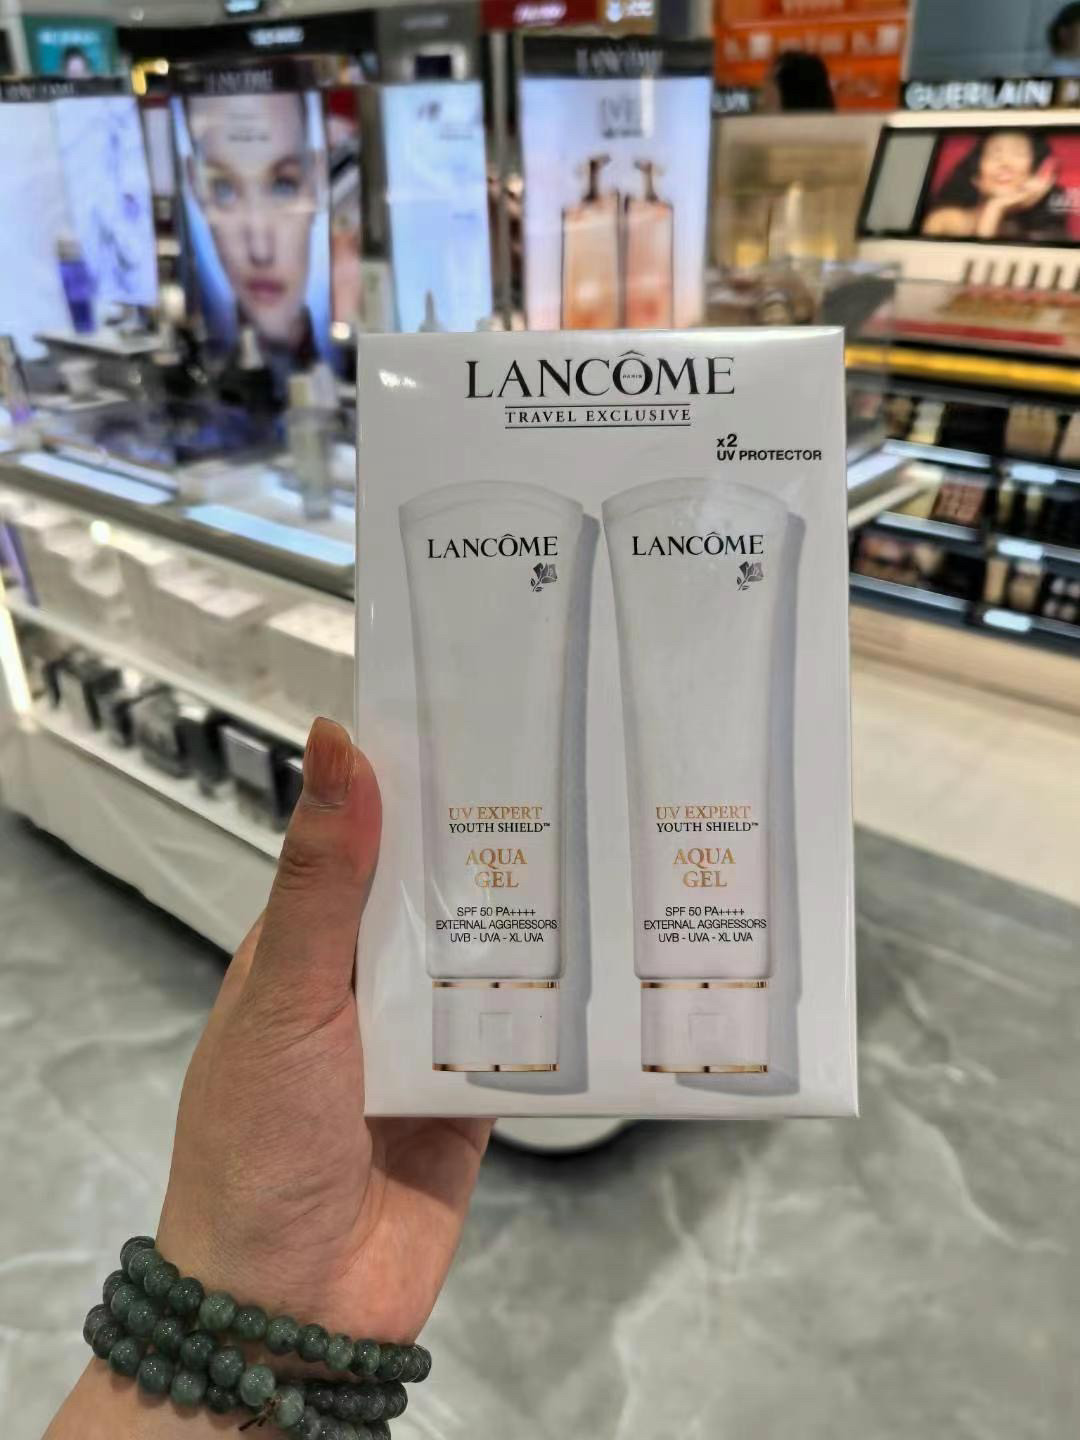 LANCÔME
LANCÔME
GUERLAIN
LANCÔME
PARIS
TRAVEL EXCLUSIVE
x2
UV PROTECTOR
LANCÔME
UV EXPERT
YOUTH SHIELD™
AQUA
GEL
SPF 50 PA++++
EXTERNAL AGGRESSORS
UVB - UVA - XL UVA
LANCÔME
UV EXPERT
YOUTH SHIELD™
AQUA
GEL
SPF 50 PA++++
EXTERNAL AGGRESSORS
UVB - UVA - XL UVA